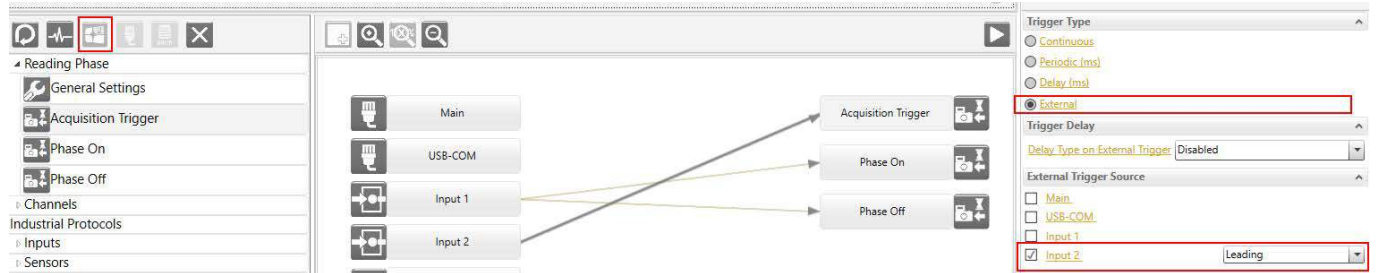 Reading Phase
General Settings
Acquisition Trigger
Phase On
Phase Off
Channels
Industrial Protocols
Inputs
Sensors
Main
USB-COM
Input 1
Input 2
Acquisition Trigger
Phase On
Phase Off
Trigger Type
Continuous
Periodic (ms)
Delay (ms)
External
Trigger Delay
Delay Type on External Trigger Disabled
External Trigger Source
Main
USB-COM
Input 1
Input 2 Leading